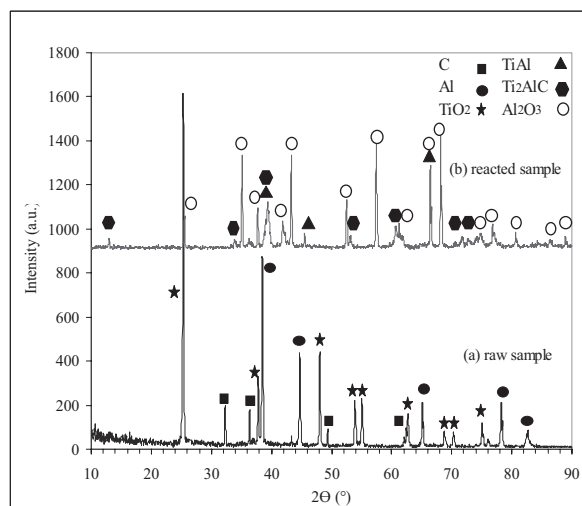 1800
1600
1400
1200
1000
800
600
400
200
0
Intensity (a.u.)
C TiAl
Al Ti2AlC
TiO2 Al2O3
(b) reacted sample
(a) raw sample
10 20 30 40 50 60 70 80 90
2Θ (°)